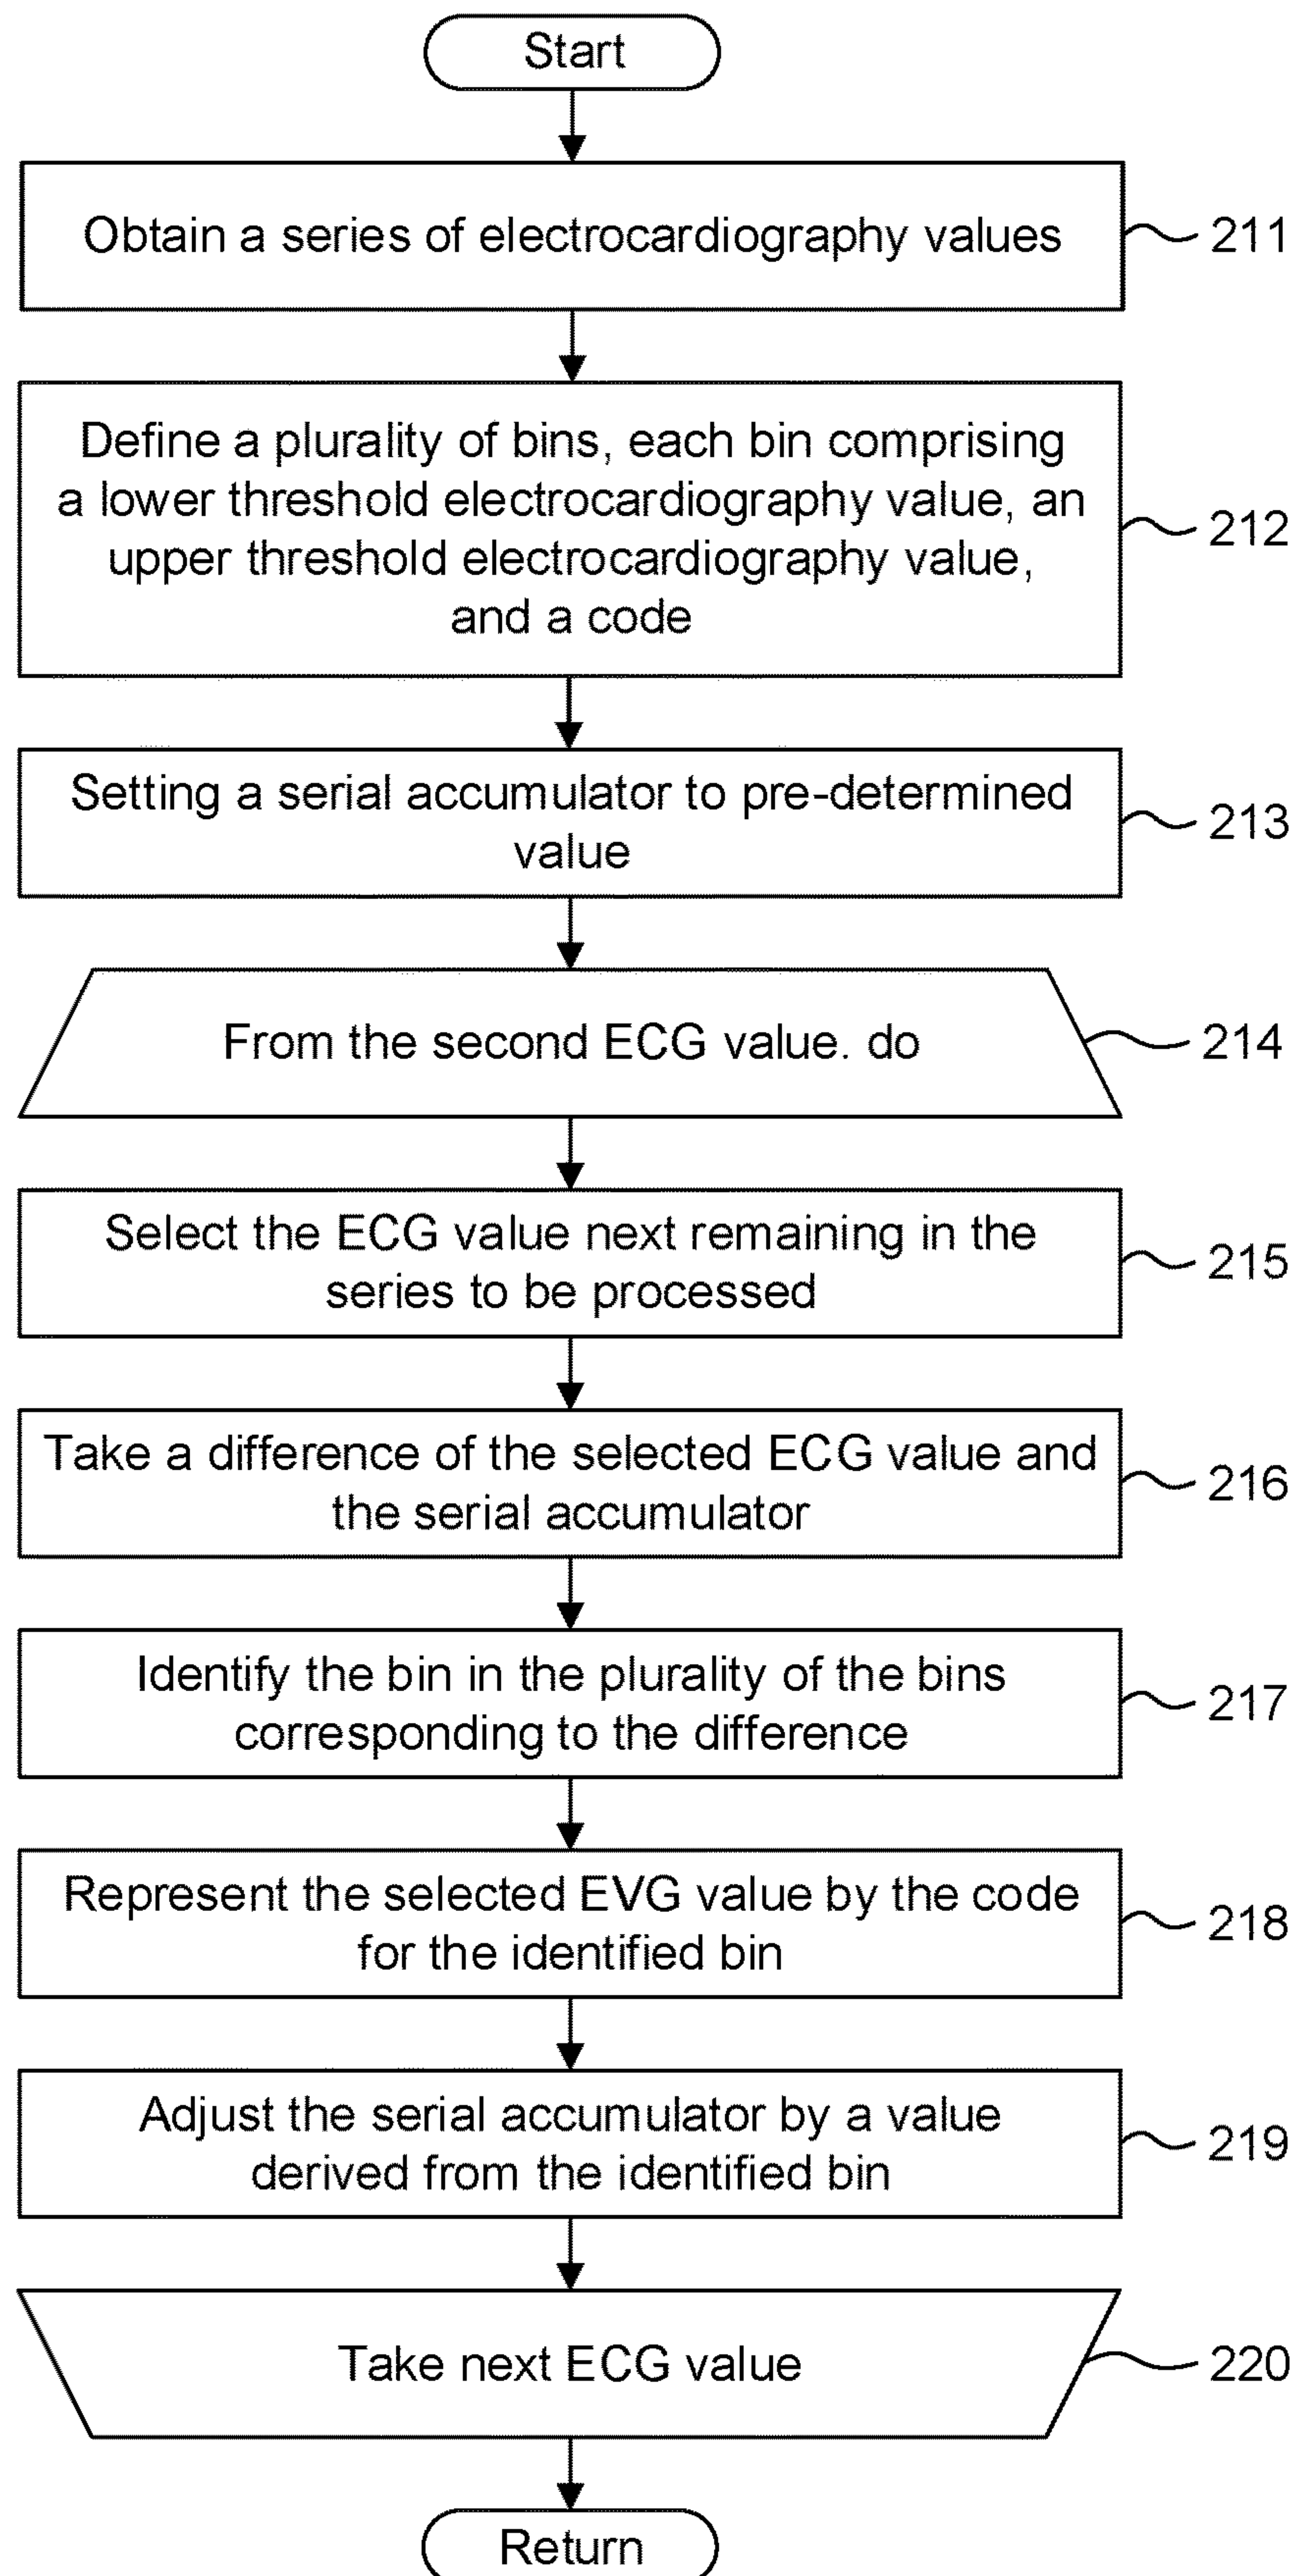 Start
Obtain a series of electrocardiography values
211
Define a plurality of bins, each bin comprising
a lower threshold electrocardiography value, an
upper threshold electrocardiography value,
and a code
212
Setting a serial accumulator to pre-determined
value
213
From the second ECG value. do
214
Select the ECG value next remaining in the
series to be processed
215
Take a difference of the selected ECG value and
the serial accumulator
216
Identify the bin in the plurality of the bins
corresponding to the difference
217
Represent the selected EVG value by the code
for the identified bin
218
Adjust the serial accumulator by a value
derived from the identified bin
219
Take next ECG value
220
Return